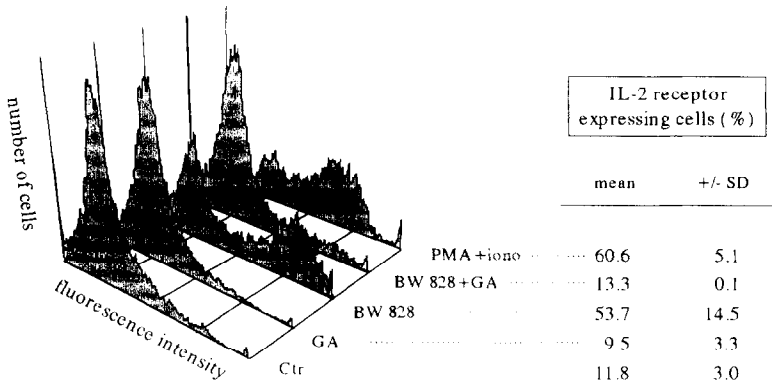 number of cells
fluorescence intensity
IL-2 receptor
expressing cells (%)
mean +/- SD
PMA+iono 60.6 5.1
BW 828+GA 13.3 0.1
BW 828 53.7 14.5
GA 9.5 3.3
Ctr 11.8 3.0